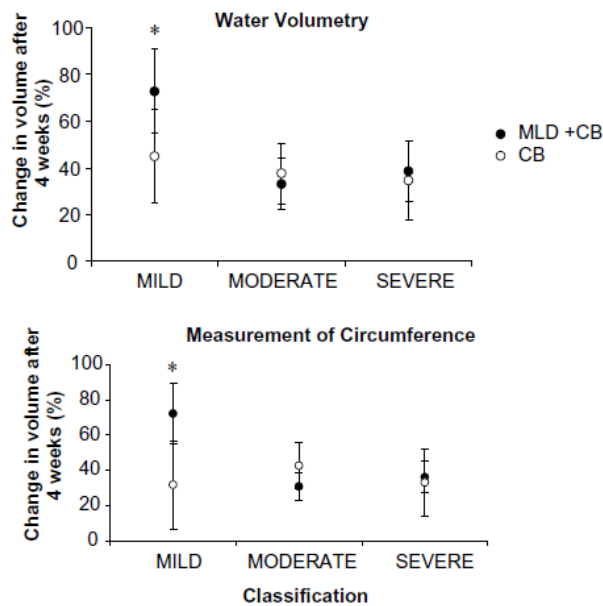 Water Volumetry
Change in volume after
4 weeks (%)
100
80
60
40
20
0
*
MILD
MODERATE
SEVERE
MLD +CB
CB
Measurement of Circumference
Change in volume after
4 weeks (%)
100
80
60
40
20
0
*
MILD
MODERATE
SEVERE
Classification